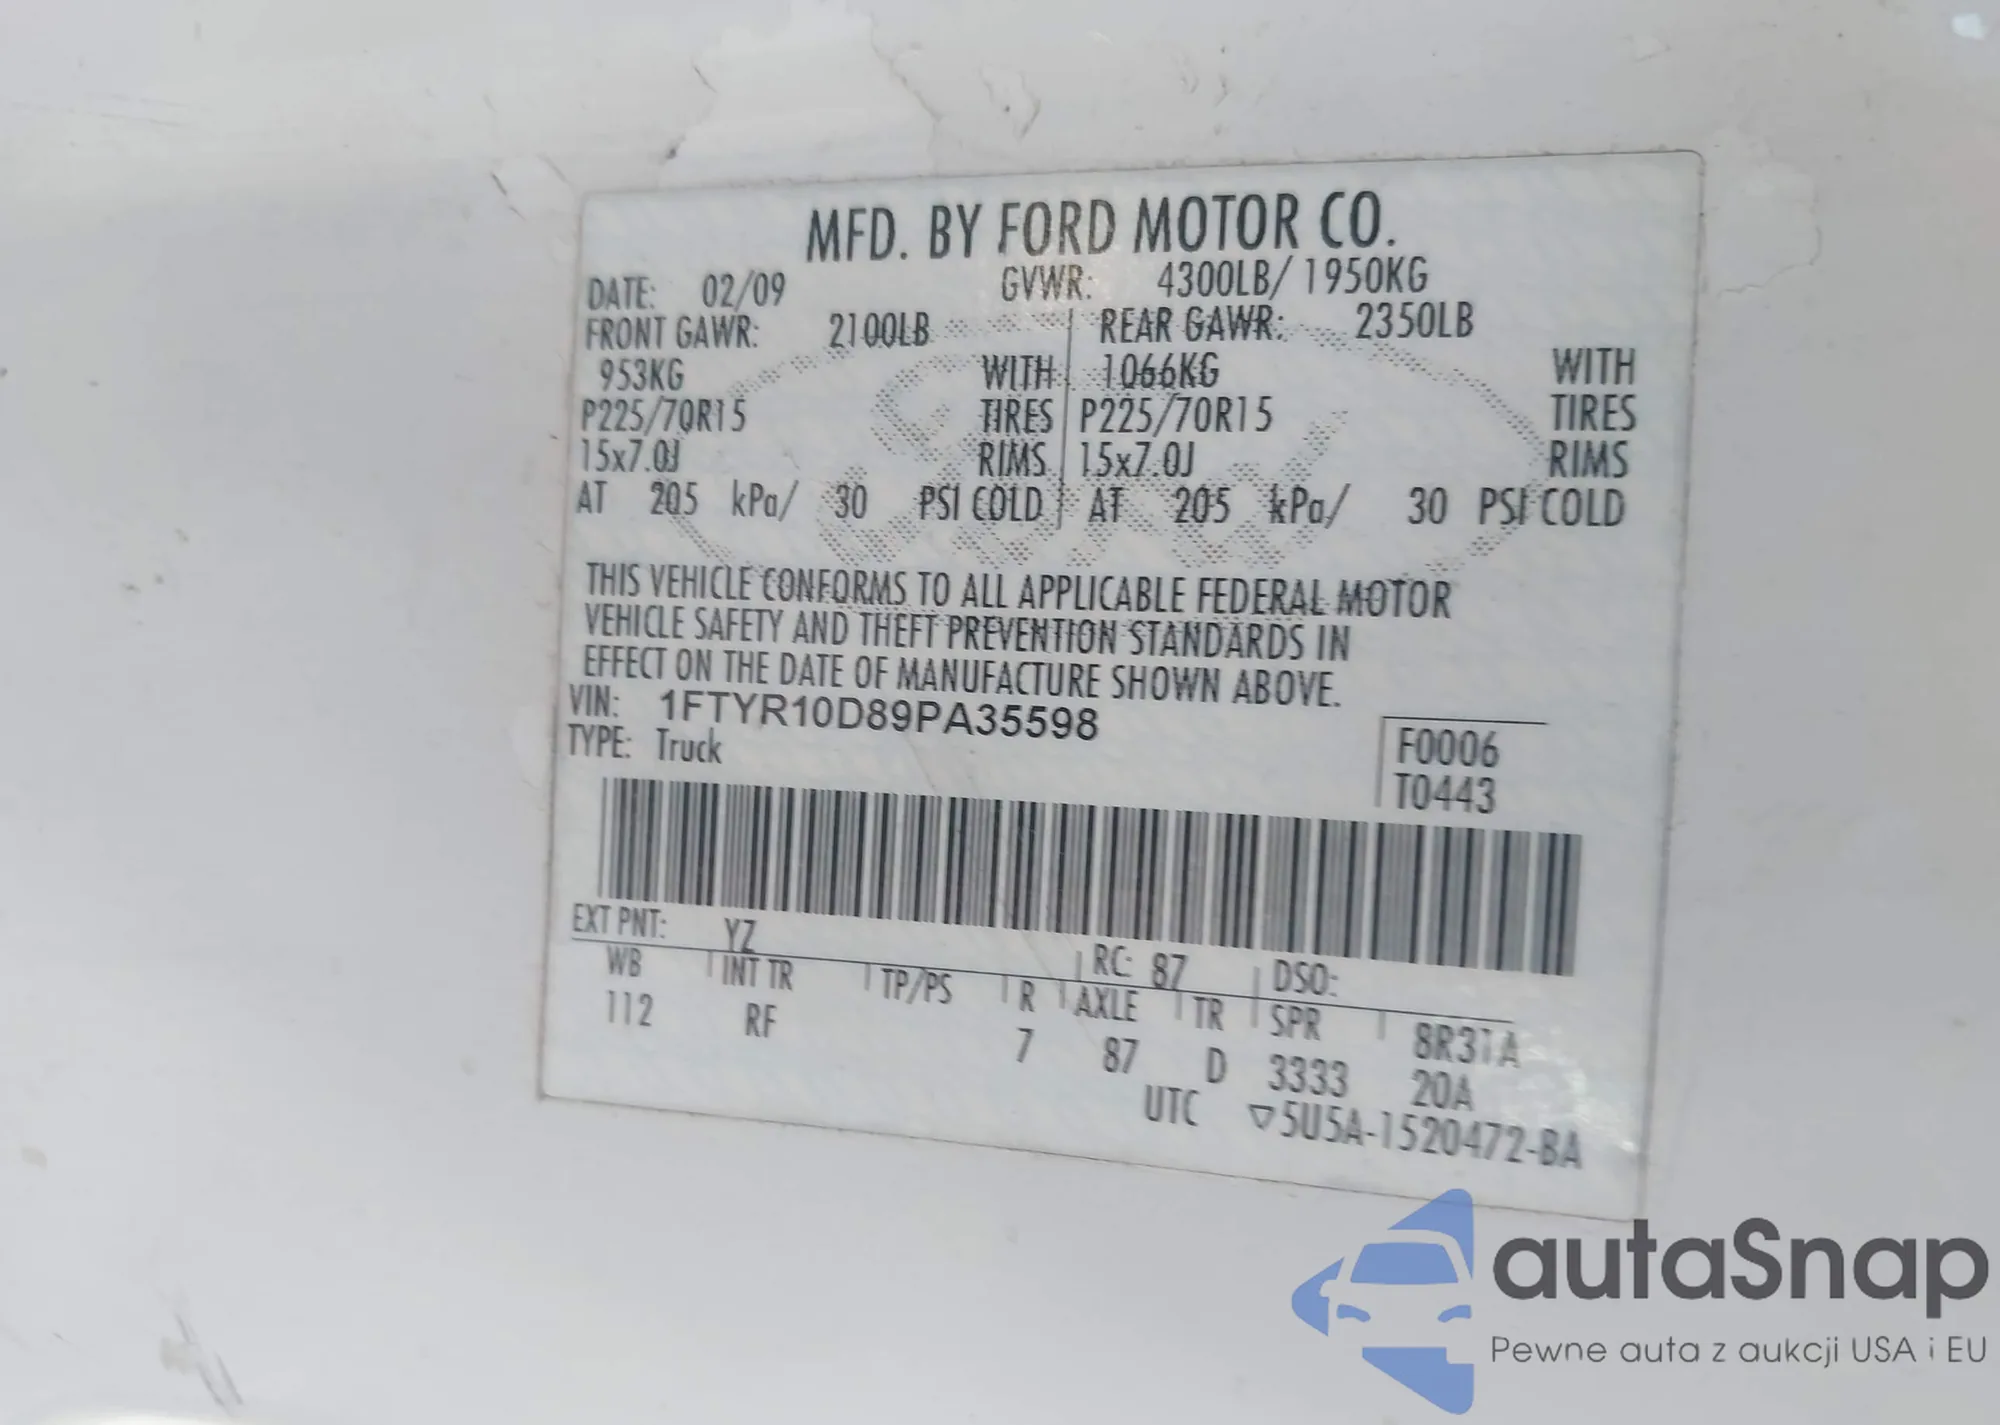 MFD. BY FORD MOTOR CO.
DATE: 02/09 GVWR: 4300LB/ 1950KG
FRONT GAWR: 2100LB REAR GAWR: 2350LB
953KG WITH 1066KG WITH
P225/70R15 TIRES P225/70R15 TIRES
15x7.0J RIMS 15x7.0J RIMS
AT 205 kPa/ 30 PSI COLD AT 205 kPa/ 30 PSI COLD
THIS VEHICLE CONFORMS TO ALL APPLICABLE FEDERAL MOTOR
VEHICLE SAFETY AND THEFT PREVENTION STANDARDS IN
EFFECT ON THE DATE OF MANUFACTURE SHOWN ABOVE.
VIN: 1FTYR10D89PA35598
TYPE: Truck
F0006
T0443
EXT PNT: YZ RC: 87 DSO:
WB INT TR TP/PS R AXLE TR SPR
112 RF 7 87 D 3333
8R3TA
20A
UTC ▽5U5A-1520472-BA
autaSnap
Pewne auta z aukcji USA i EU